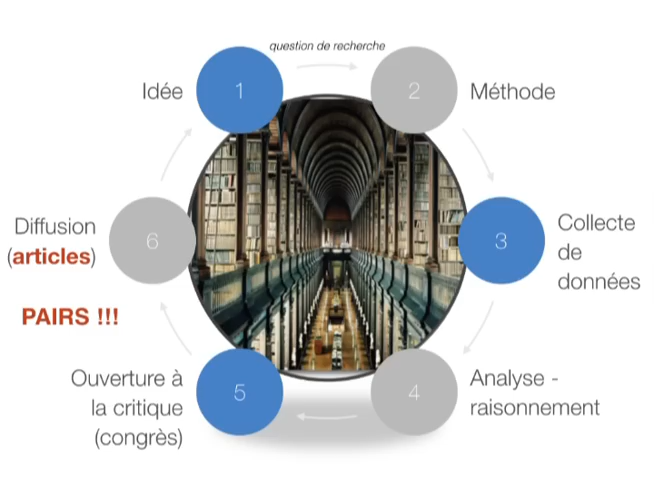 question de recherche
Idée
1
2
Méthode
3
Collecte
de
données
4
Analyse -
raisonnement
5
Ouverture à
la critique
(congrès)
6
Diffusion
(articles)
PAIRS !!!